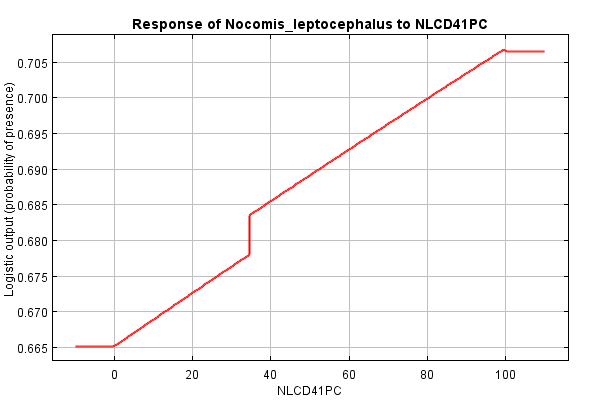 Response of Nocomis_leptocephalus to NLCD41PC
Logistic output (probability of presence)
0.705
0.700
0.695
0.690
0.685
0.680
0.675
0.670
0.665
0 20 40 60 80 100
NLCD41PC